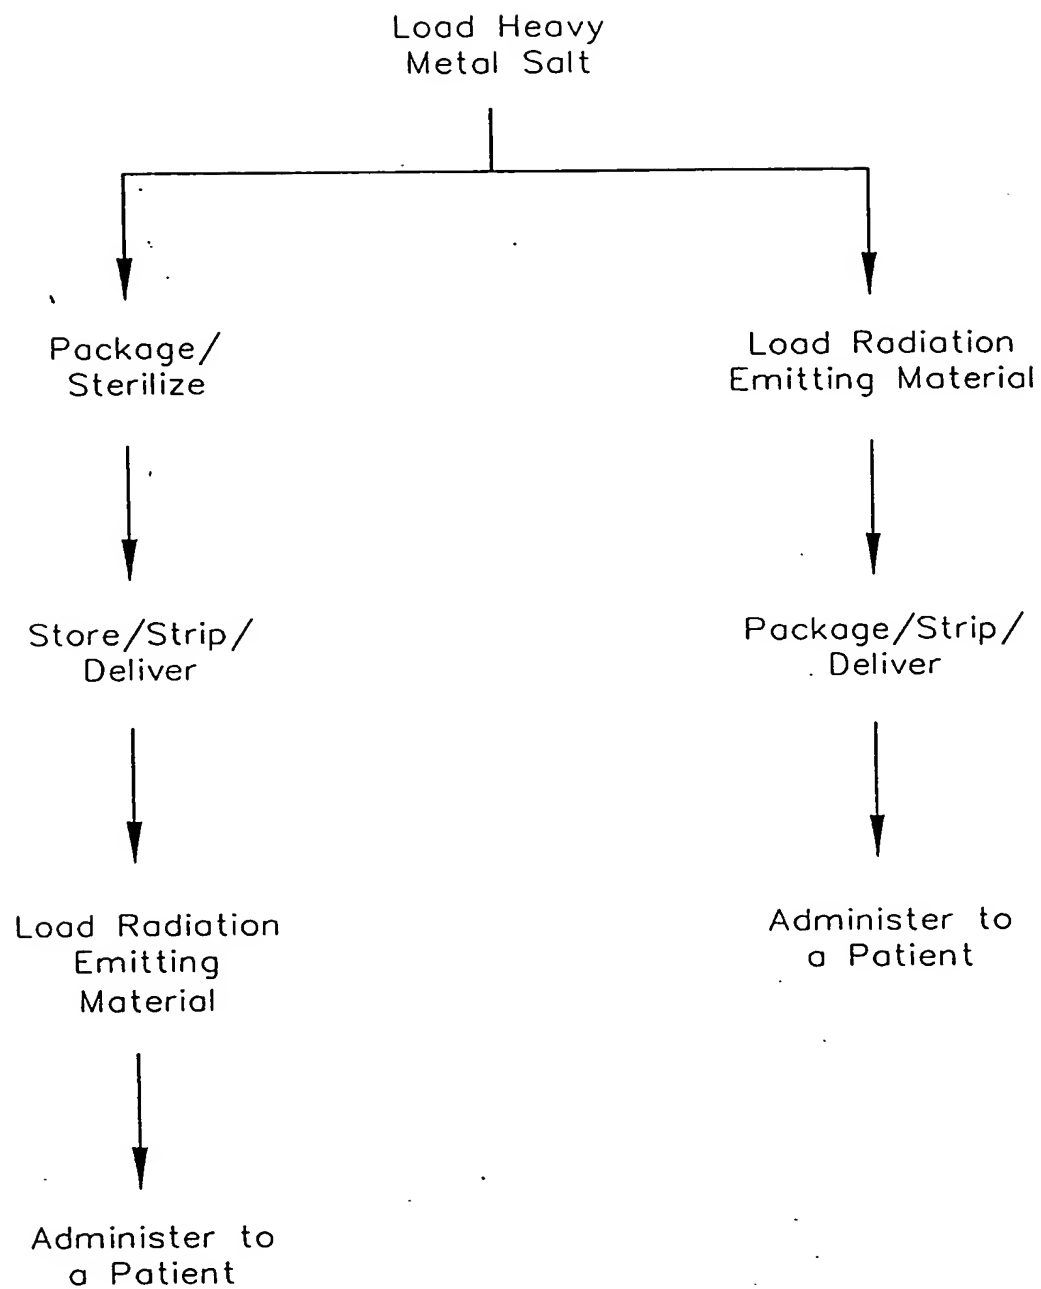 Load Heavy
Metal Salt
Package/
Sterilize
Store/Strip/
Deliver
Load Radiation
Emitting
Material
Administer to
a Patient
Load Radiation
Emitting Material
Package/Strip/
Deliver
Administer to
a Patient